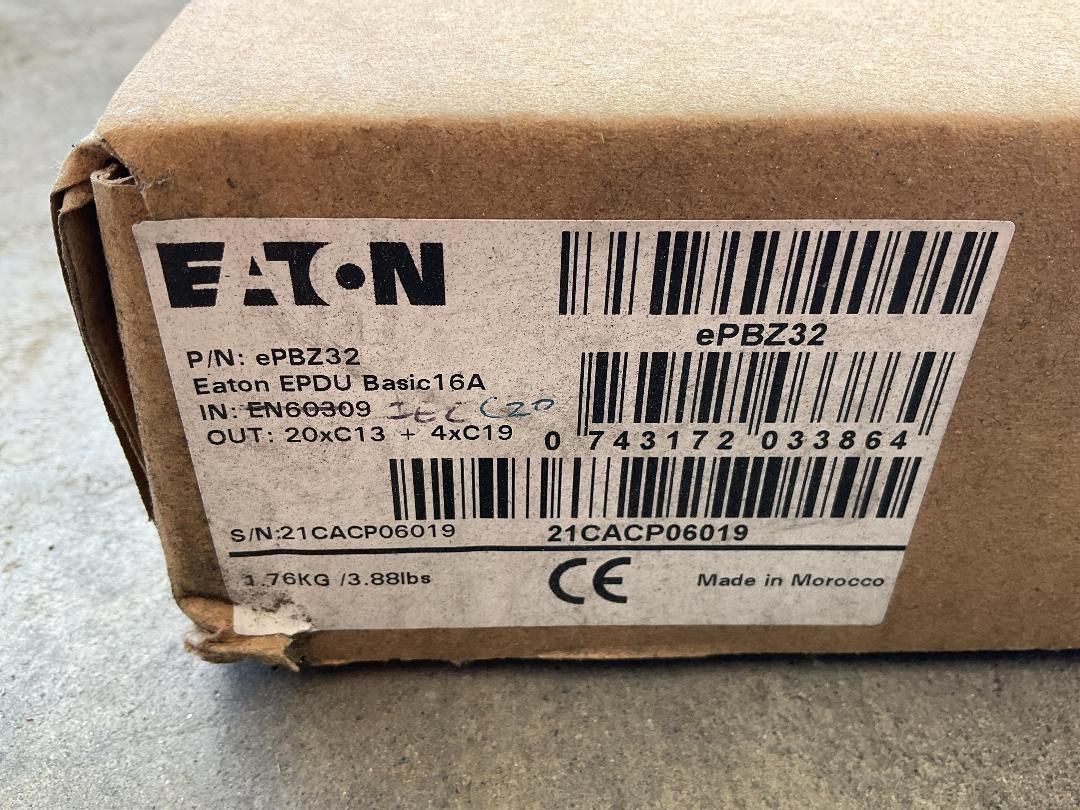 EATON
ePBZ32
P/N: ePBZ32
Eaton EPDU Basic16A
IN: EN60309 IEC C20
OUT: 20xC13 + 4xC19
0 743172 033864
S/N:21CACP06019
21CACP06019
1.76KG /3.88lbs
CE
Made in Morocco